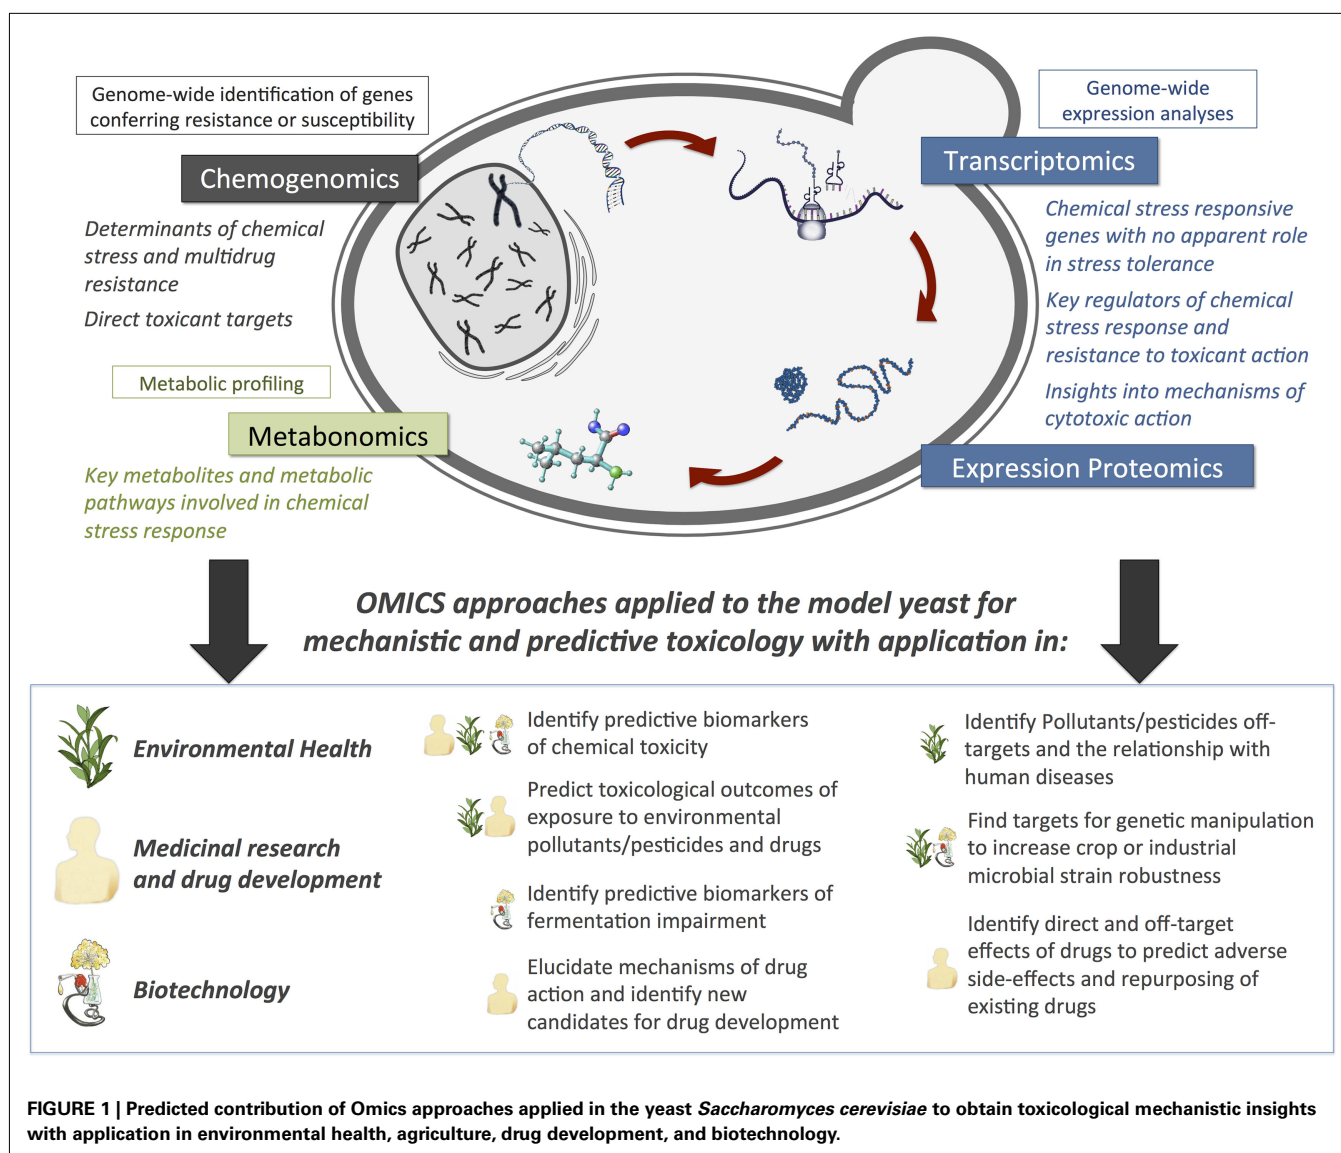 Genome-wide identification of genes
conferring resistance or susceptibility
Chemogenomics
Determinants of chemical
stress and multidrug
resistance
Direct toxicant targets
Metabolic profiling
Metabonomics
Key metabolites and metabolic
pathways involved in chemical
stress response
Genome-wide
expression analyses
Transcriptomics
Chemical stress responsive
genes with no apparent role
in stress tolerance
Key regulators of chemical
stress response and
resistance to toxicant action
Insights into mechanisms of
cytotoxic action
Expression Proteomics
OMICS approaches applied to the model yeast for
mechanistic and predictive toxicology with application in:
Environmental Health
Medicinal research
and drug development
Biotechnology
Identify predictive biomarkers
of chemical toxicity
Predict toxicological outcomes of
exposure to environmental
pollutants/pesticides and drugs
Identify predictive biomarkers of
fermentation impairment
Elucidate mechanisms of drug
action and identify new
candidates for drug development
Identify Pollutants/pesticides off-
targets and the relationship with
human diseases
Find targets for genetic manipulation
to increase crop or industrial
microbial strain robustness
Identify direct and off-target
effects of drugs to predict adverse
side-effects and repurposing of
existing drugs
FIGURE 1 | Predicted contribution of Omics approaches applied in the yeast Saccharomyces cerevisiae to obtain toxicological mechanistic insights
with application in environmental health, agriculture, drug development, and biotechnology.